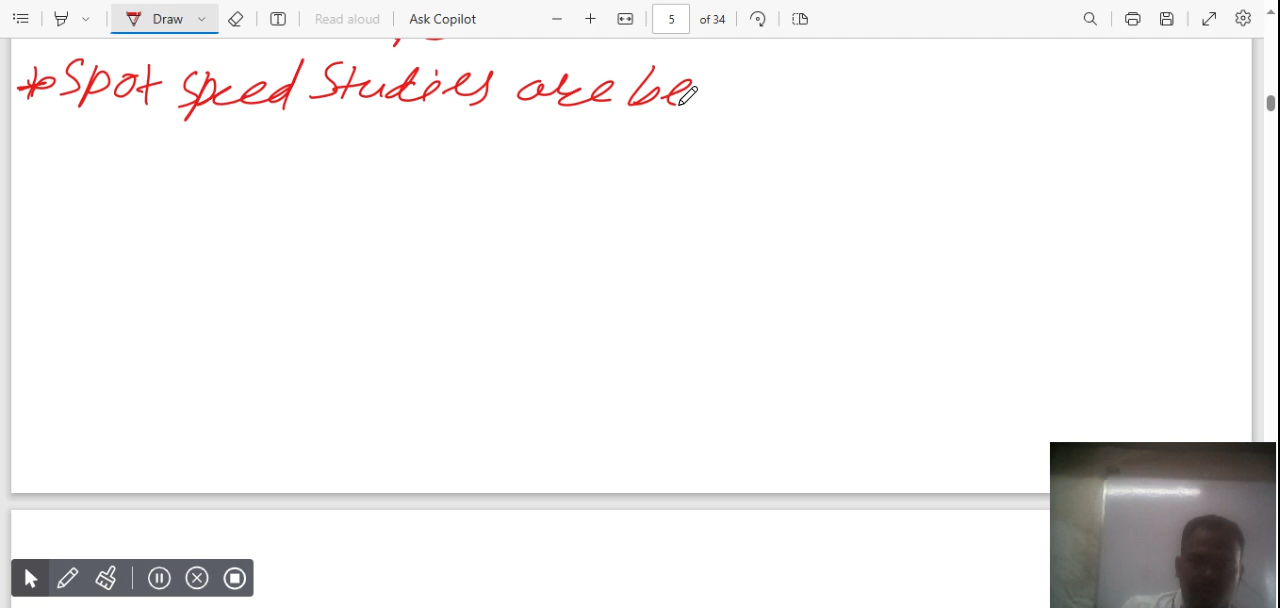 Draw
Read aloud
Ask Copilot
5 of 34
* Spot speed Studies are be